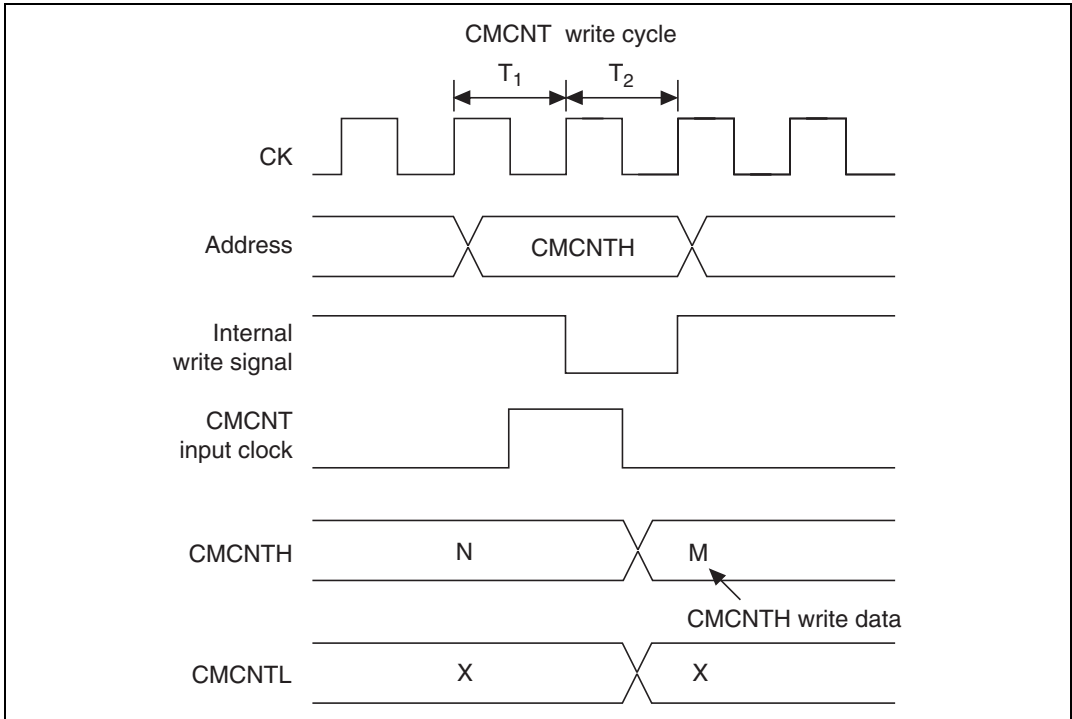 CMCNT write cycle
T1 T2
CK
Address
CMCNTH
Internal
write signal
CMCNT
input clock
CMCNTH
N
M
CMCNTH write data
CMCNTL
X
X